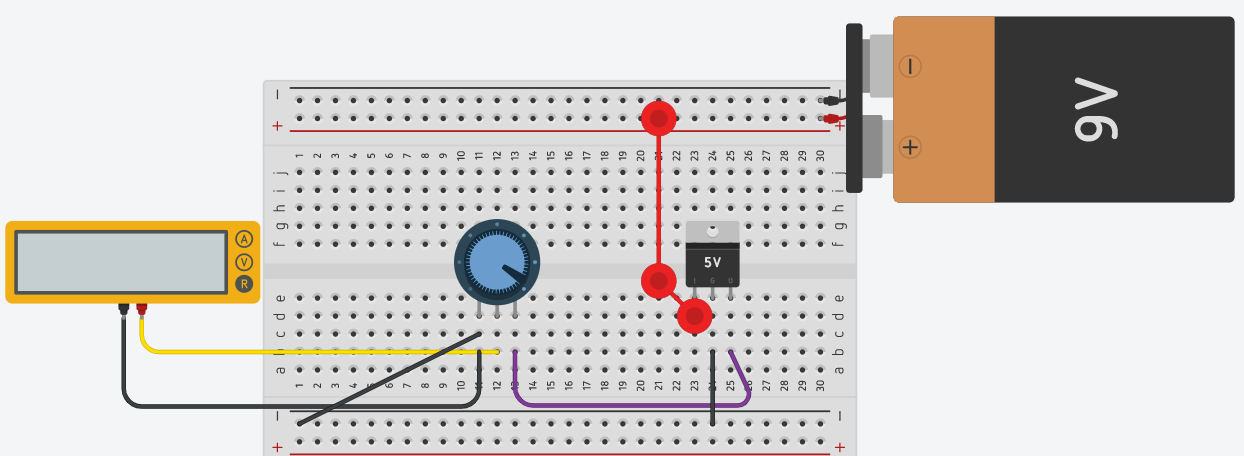 − −
+ +
1 2 3 4 5 6 7 8 9 10 11 12 13 14 15 16 17 18 19 20 21 22 23 24 25 26 27 28 29 30
j j
i i
h h
g g
f f
9V
− +
A
V
R
5V
I G U
e e
d d
c c
b b
a a
1 2 3 4 5 6 7 8 9 10 11 12 13 14 15 16 17 18 19 20 21 22 23 24 25 26 27 28 29 30
− −
+ +